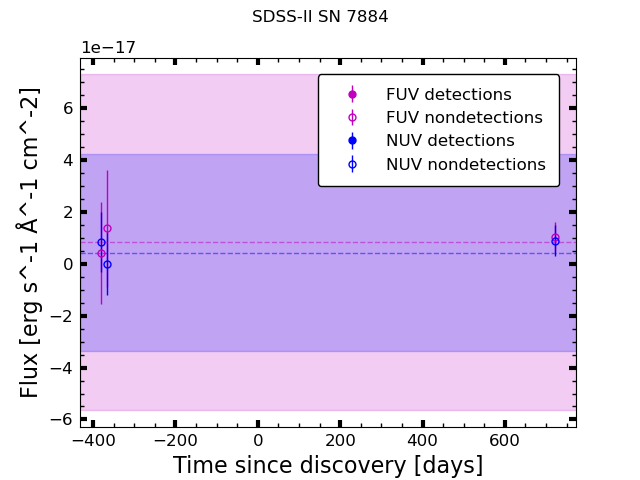 SDSS-II SN 7884
1e−17
FUV detections
FUV nondetections
NUV detections
NUV nondetections
6
4
2
0
−2
−4
−6
Flux [erg s^-1 Å^-1 cm^-2]
−400 −200 0 200 400 600
Time since discovery [days]